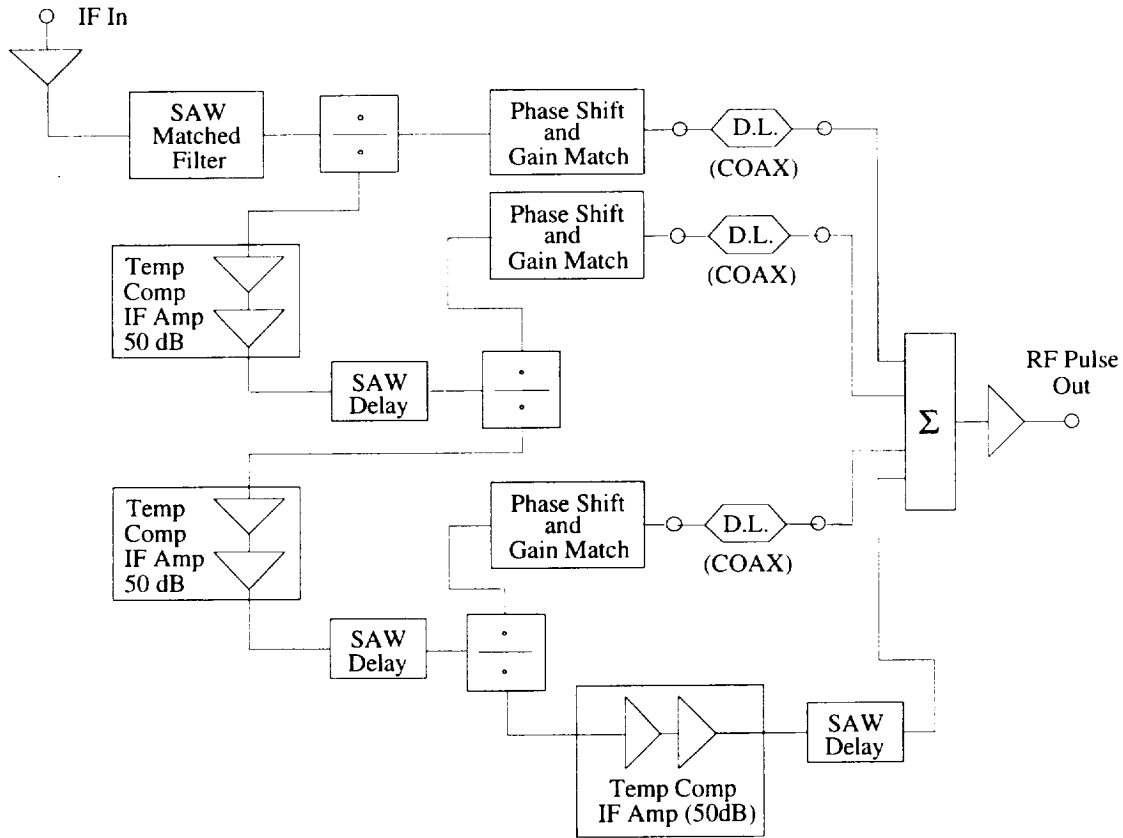 IF In
SAW
Matched
Filter
Phase Shift
and
Gain Match
D.L.
(COAX)
Phase Shift
and
Gain Match
D.L.
(COAX)
Temp
Comp
IF Amp
50 dB
SAW
Delay
RF Pulse
Out
Σ
Temp
Comp
IF Amp
50 dB
Phase Shift
and
Gain Match
D.L.
(COAX)
SAW
Delay
SAW
Delay
Temp Comp
IF Amp (50dB)